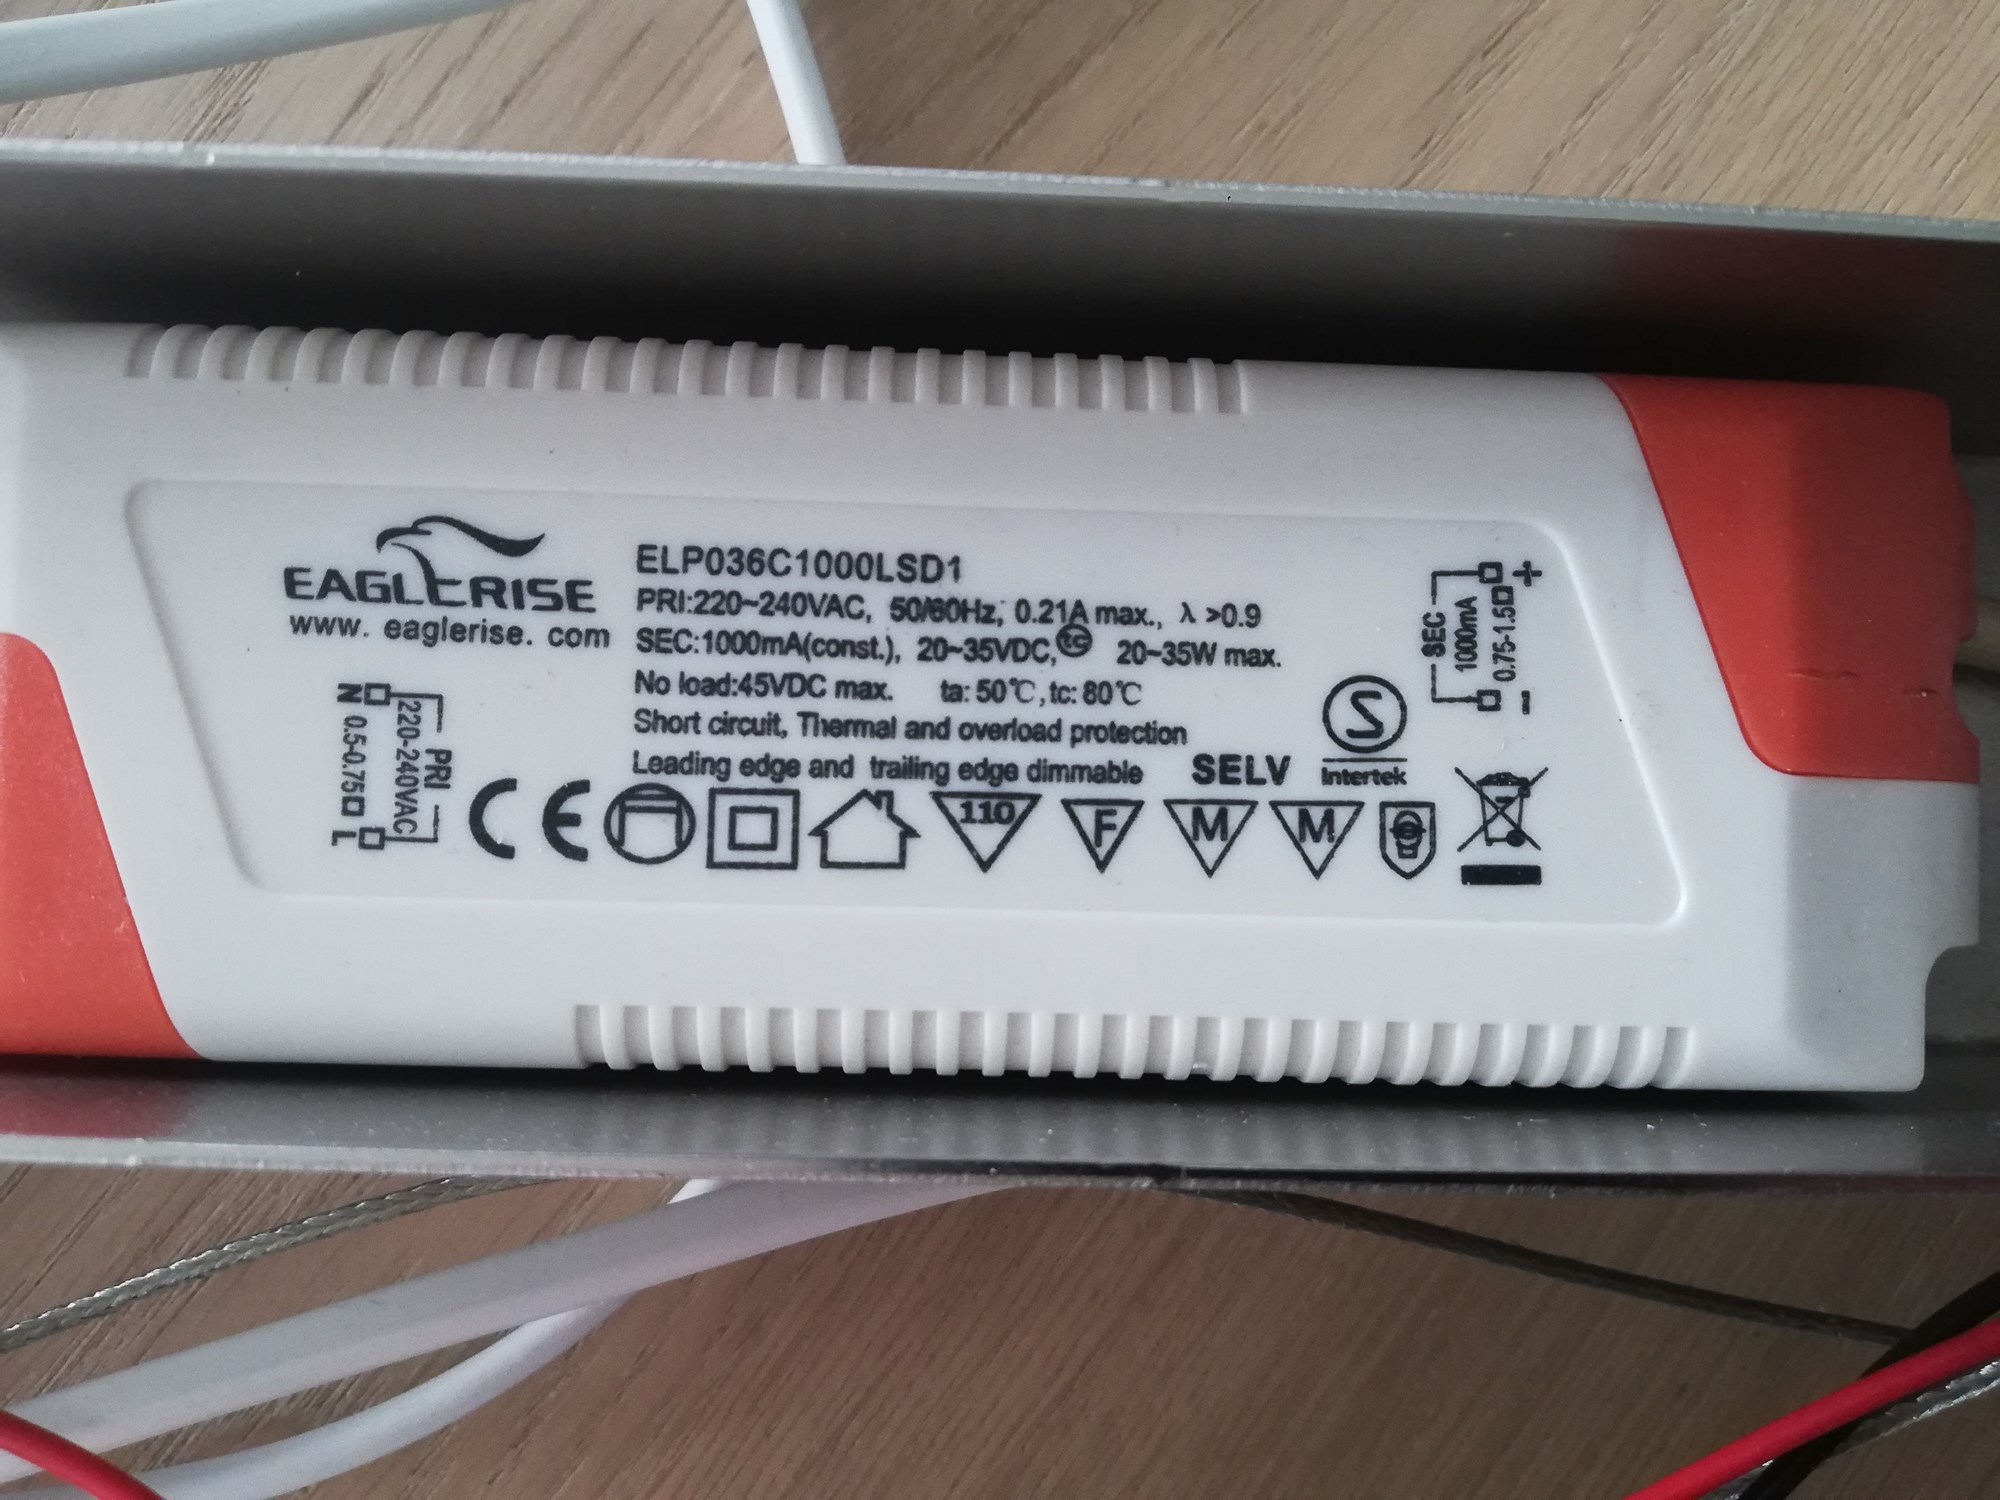 EAGLERISE
www. eaglerise. com
ELP036C1000LSD1
PRI:220~240VAC, 50/60Hz, 0.21A max., λ >0.9
SEC:1000mA(const.), 20~35VDC, tc 20~35W max.
No load:45VDC max. ta: 50℃, tc: 80℃
Short circuit, Thermal and overload protection
Leading edge and trailing edge dimmable
SELV
S
Intertek
N 0.5-0.75 L
220-240VAC
PRI
SEC
1000mA
0.75-1.5
+ -
CE 110 F M M